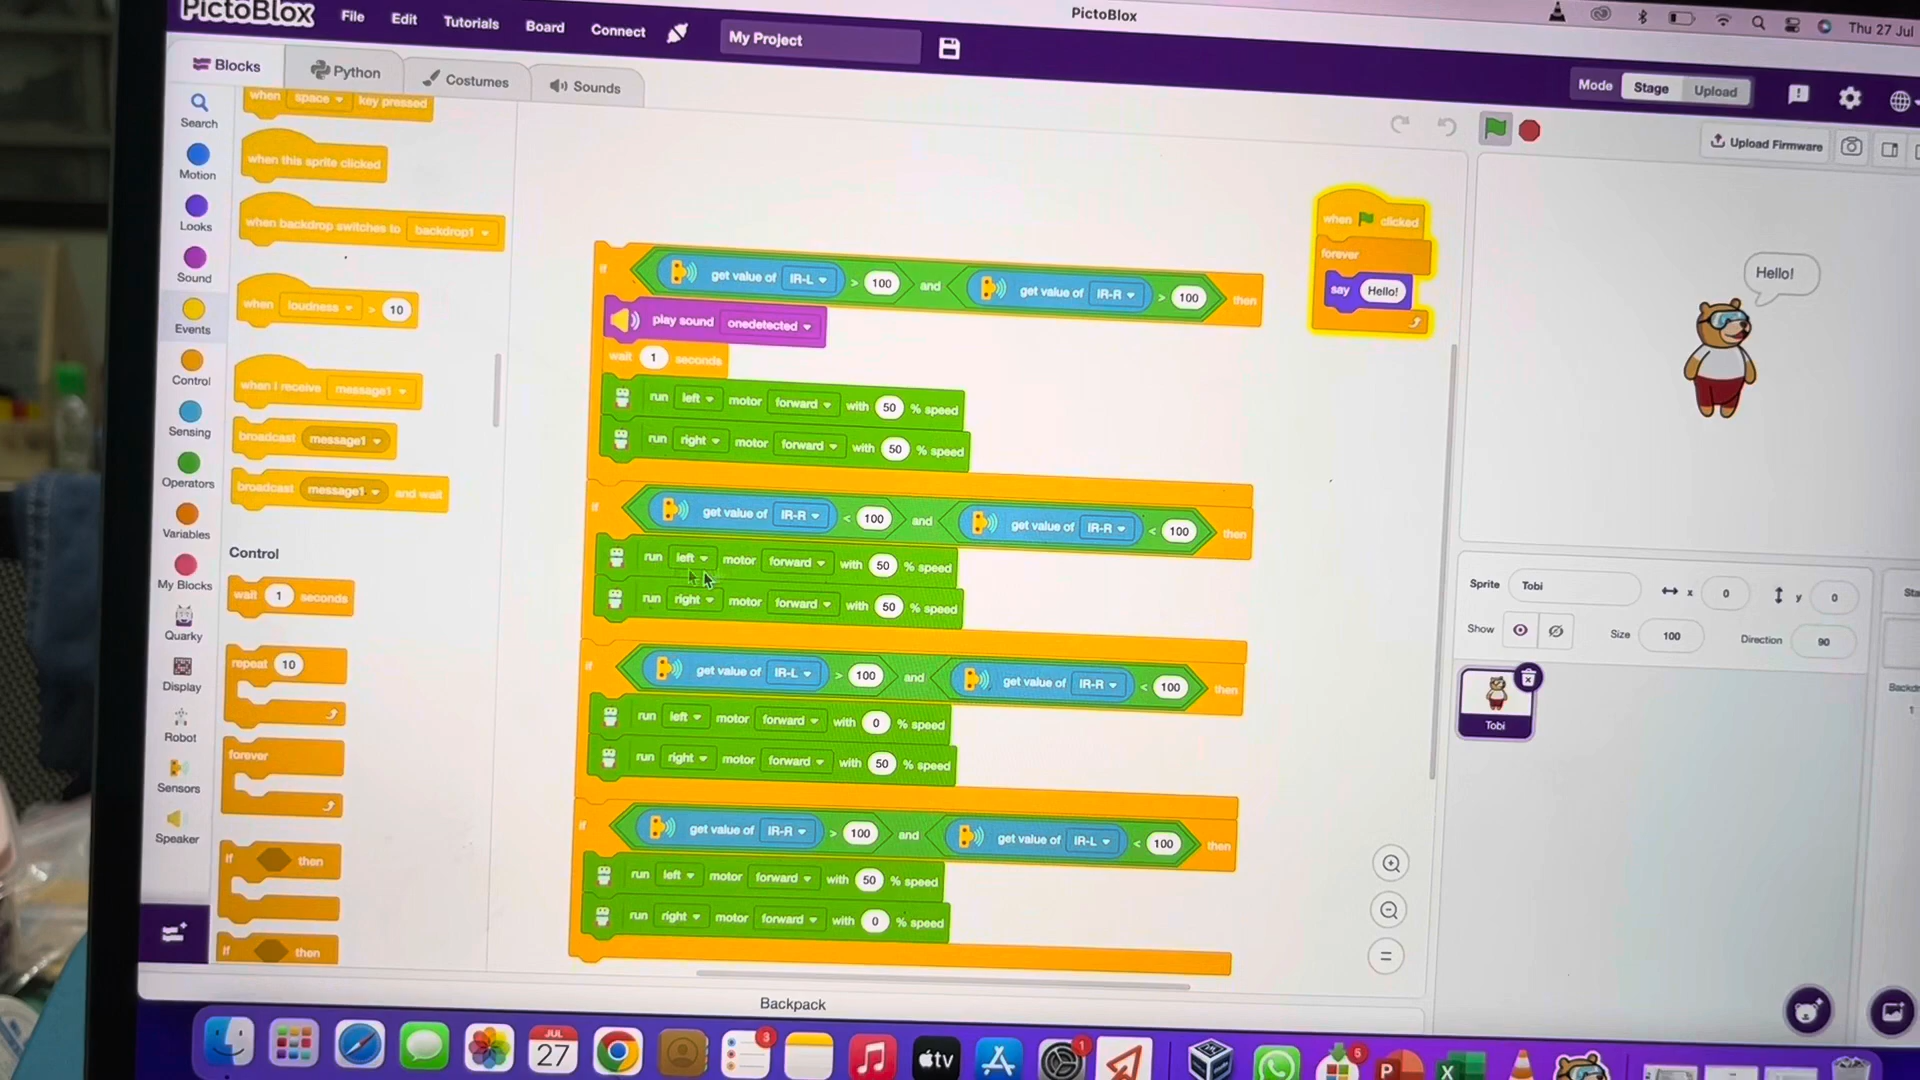 PictoBlox
Thu 27 Jul
PictoBlox File Edit Tutorials Board Connect My Project
Mode Stage Upload
Blocks Python Costumes Sounds
Upload Firmware
Search
Motion
Looks
Sound
Events
Control
Sensing
Operators
Variables
My Blocks
Quarky
Display
Robot
Sensors
Speaker
when space key pressed
when this sprite clicked
when backdrop switches to backdrop1
when loudness > 10
when I receive message1
broadcast message1
broadcast message1 and wait
Control
wait 1 seconds
repeat 10
forever
if then
if then
if get value of IR-L > 100 and get value of IR-R > 100 then
play sound onedetected
wait 1 seconds
run left motor forward with 50 % speed
run right motor forward with 50 % speed
if get value of IR-R < 100 and get value of IR-R < 100 then
run left motor forward with 50 % speed
run right motor forward with 50 % speed
if get value of IR-L > 100 and get value of IR-R < 100 then
run left motor forward with 0 % speed
run right motor forward with 50 % speed
if get value of IR-R > 100 and get value of IR-L < 100 then
run left motor forward with 50 % speed
run right motor forward with 0 % speed
when clicked
forever
say Hello!
Hello!
Sprite Tobi x 0 y 0
Show Size 100 Direction 90
Tobi
1
Backpack
JUL
27
3
tv
1
5
P
X